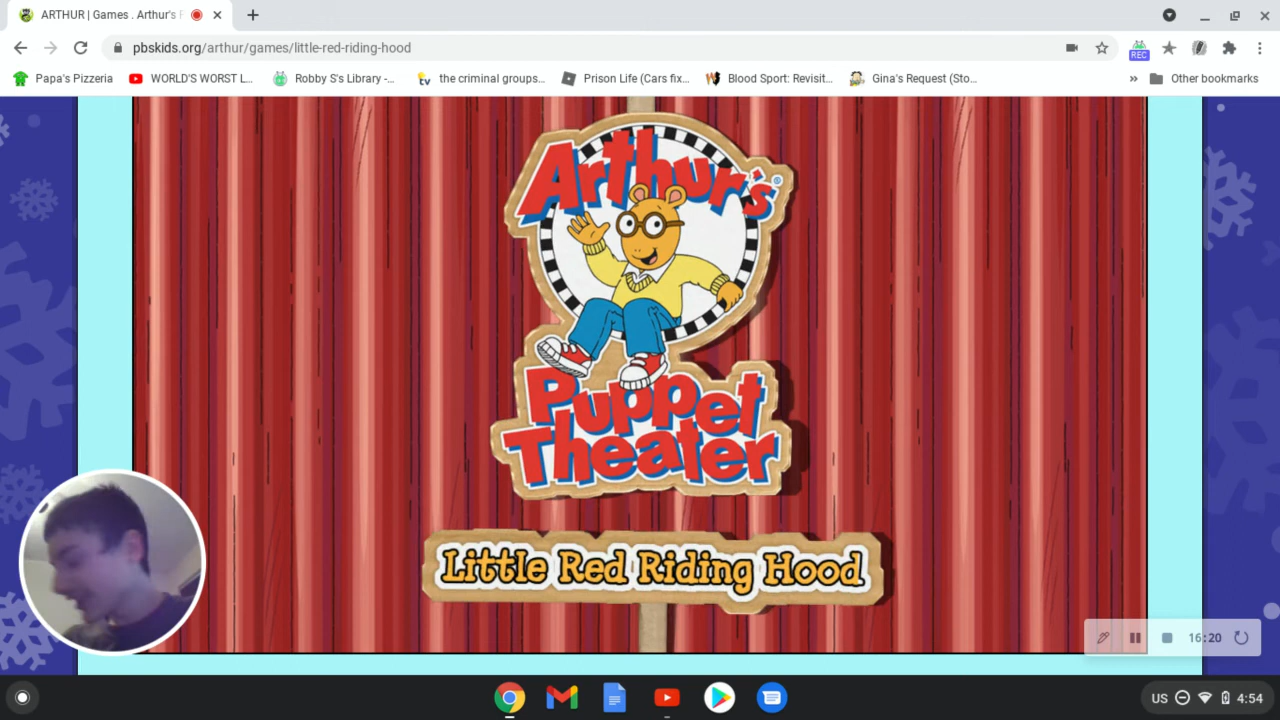 ARTHUR | Games . Arthur's
pbskids.org/arthur/games/little-red-riding-hood
REC
Papa's Pizzeria
WORLD'S WORST L...
Robby S's Library -...
tv
the criminal groups...
Prison Life (Cars fix...
Blood Sport: Revisit...
Gina's Request (Sto...
» Other bookmarks
Arthur's®
Puppet
Theater
Little Red Riding Hood
16:20
US 4:54